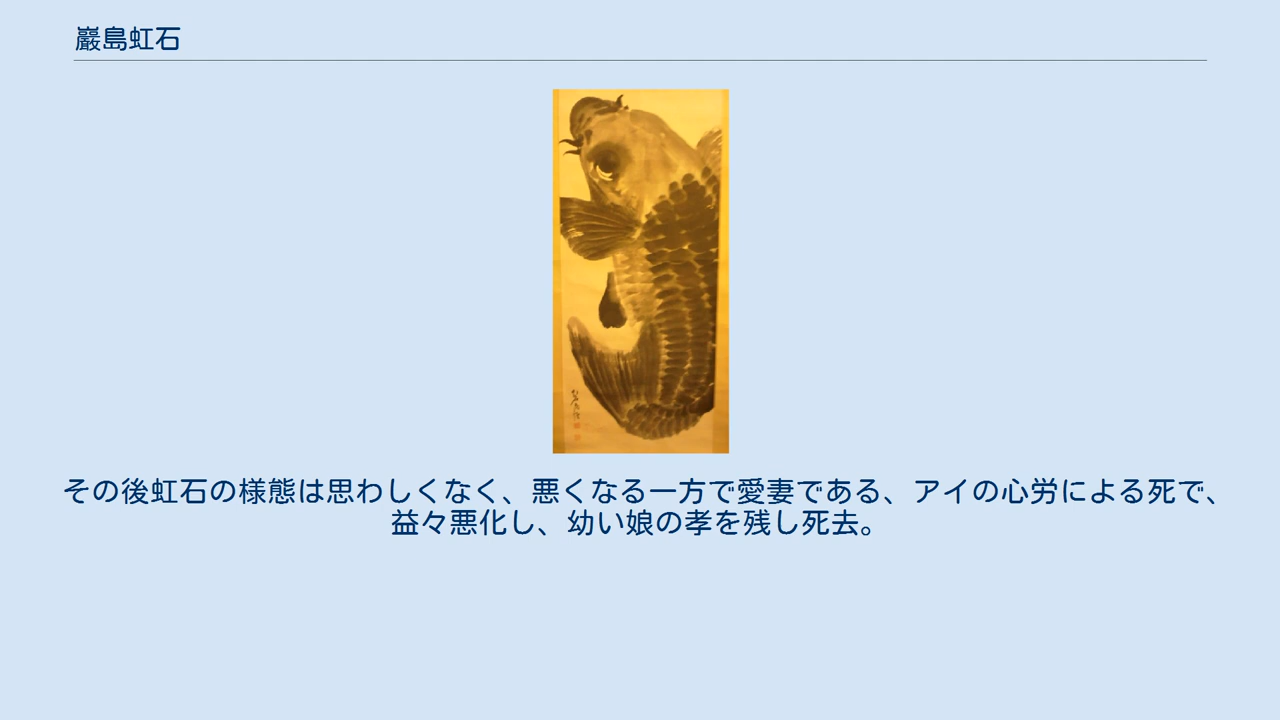 巖島虹石
その後虹石の様態は思わしくなく、悪くなる一方で愛妻である、アイの心労による死で、
益々悪化し、幼い娘の孝を残し死去。